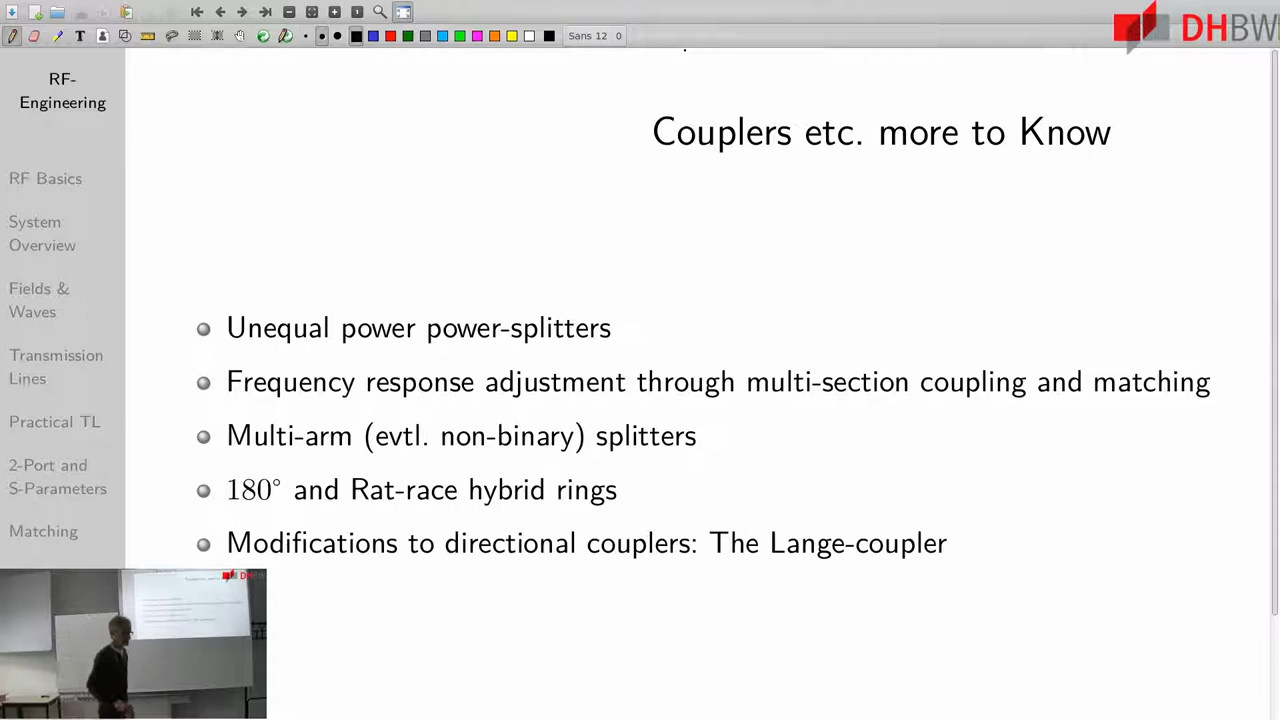 Sans 12 0
DHBW
RF-
Engineering
Couplers etc. more to Know
RF Basics
System
Overview
Fields &
Waves
Transmission
Lines
Practical TL
2-Port and
S-Parameters
Matching
Unequal power power-splitters
Frequency response adjustment through multi-section coupling and matching
Multi-arm (evtl. non-binary) splitters
180° and Rat-race hybrid rings
Modifications to directional couplers: The Lange-coupler
DHBW